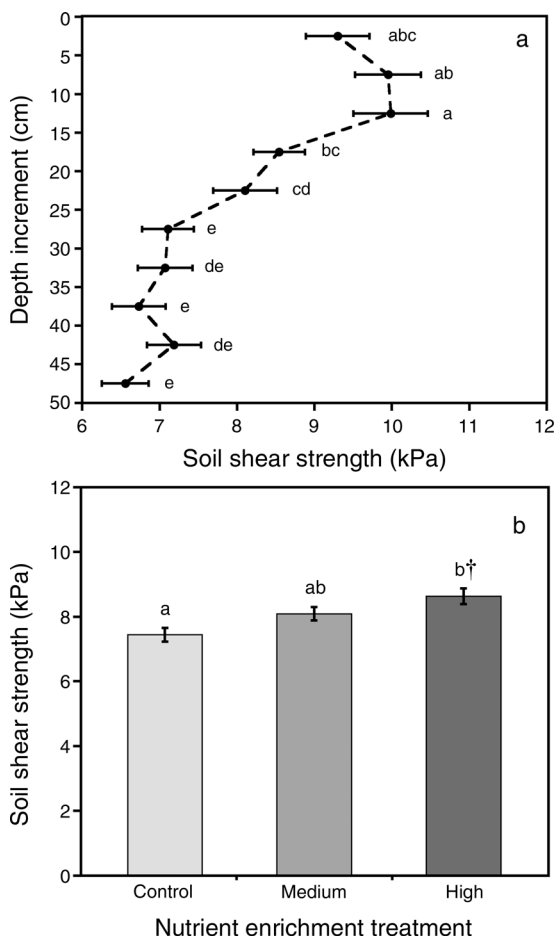 0
a
abc
5
ab
10
a
15
bc
20
cd
25
e
30
de
35
e
40
de
45
e
50
Depth increment (cm)
6 7 8 9 10 11 12
Soil shear strength (kPa)
12
b
10
b†
ab
a
8
6
4
2
0
Soil shear strength (kPa)
Control Medium High
Nutrient enrichment treatment